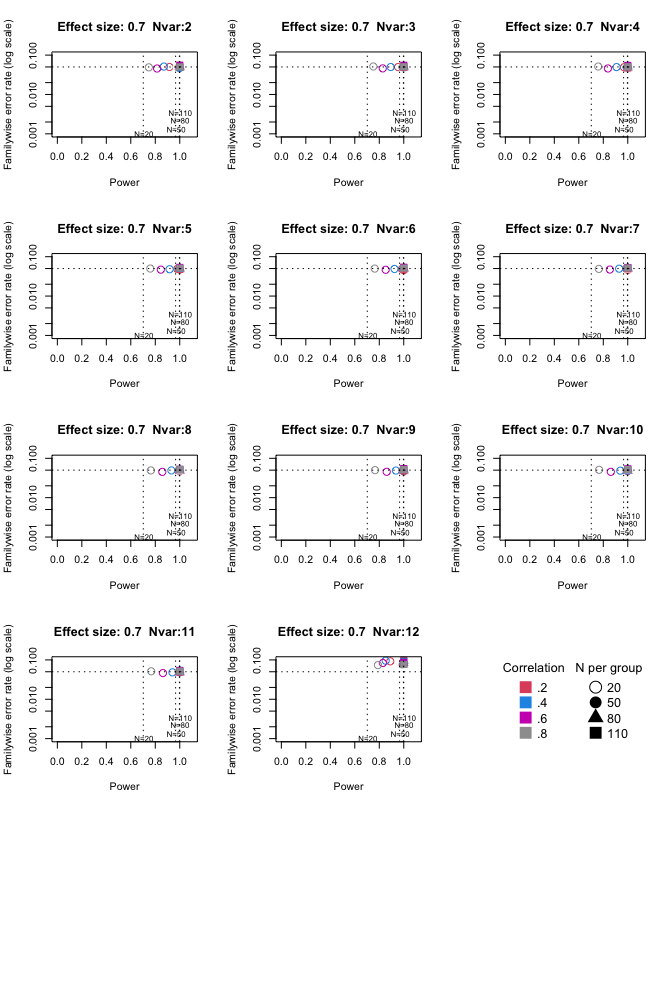 Effect size: 0.7 Nvar:2
Familywise error rate (log scale)
0.100
0.010
0.001
N=110
N=80
N=50
N=20
0.0 0.2 0.4 0.6 0.8 1.0
Power
Effect size: 0.7 Nvar:3
Familywise error rate (log scale)
0.100
0.010
0.001
N=110
N=80
N=50
N=20
0.0 0.2 0.4 0.6 0.8 1.0
Power
Effect size: 0.7 Nvar:4
Familywise error rate (log scale)
0.100
0.010
0.001
N=110
N=80
N=50
N=20
0.0 0.2 0.4 0.6 0.8 1.0
Power
Effect size: 0.7 Nvar:5
Familywise error rate (log scale)
0.100
0.010
0.001
N=110
N=80
N=50
N=20
0.0 0.2 0.4 0.6 0.8 1.0
Power
Effect size: 0.7 Nvar:6
Familywise error rate (log scale)
0.100
0.010
0.001
N=110
N=80
N=50
N=20
0.0 0.2 0.4 0.6 0.8 1.0
Power
Effect size: 0.7 Nvar:7
Familywise error rate (log scale)
0.100
0.010
0.001
N=110
N=80
N=50
N=20
0.0 0.2 0.4 0.6 0.8 1.0
Power
Effect size: 0.7 Nvar:8
Familywise error rate (log scale)
0.100
0.010
0.001
N=110
N=80
N=50
N=20
0.0 0.2 0.4 0.6 0.8 1.0
Power
Effect size: 0.7 Nvar:9
Familywise error rate (log scale)
0.100
0.010
0.001
N=110
N=80
N=50
N=20
0.0 0.2 0.4 0.6 0.8 1.0
Power
Effect size: 0.7 Nvar:10
Familywise error rate (log scale)
0.100
0.010
0.001
N=110
N=80
N=50
N=20
0.0 0.2 0.4 0.6 0.8 1.0
Power
Effect size: 0.7 Nvar:11
Familywise error rate (log scale)
0.100
0.010
0.001
N=110
N=80
N=50
N=20
0.0 0.2 0.4 0.6 0.8 1.0
Power
Effect size: 0.7 Nvar:12
Familywise error rate (log scale)
0.100
0.010
0.001
N=110
N=80
N=50
N=20
0.0 0.2 0.4 0.6 0.8 1.0
Power
Correlation N per group
.2 20
.4 50
.6 80
.8 110